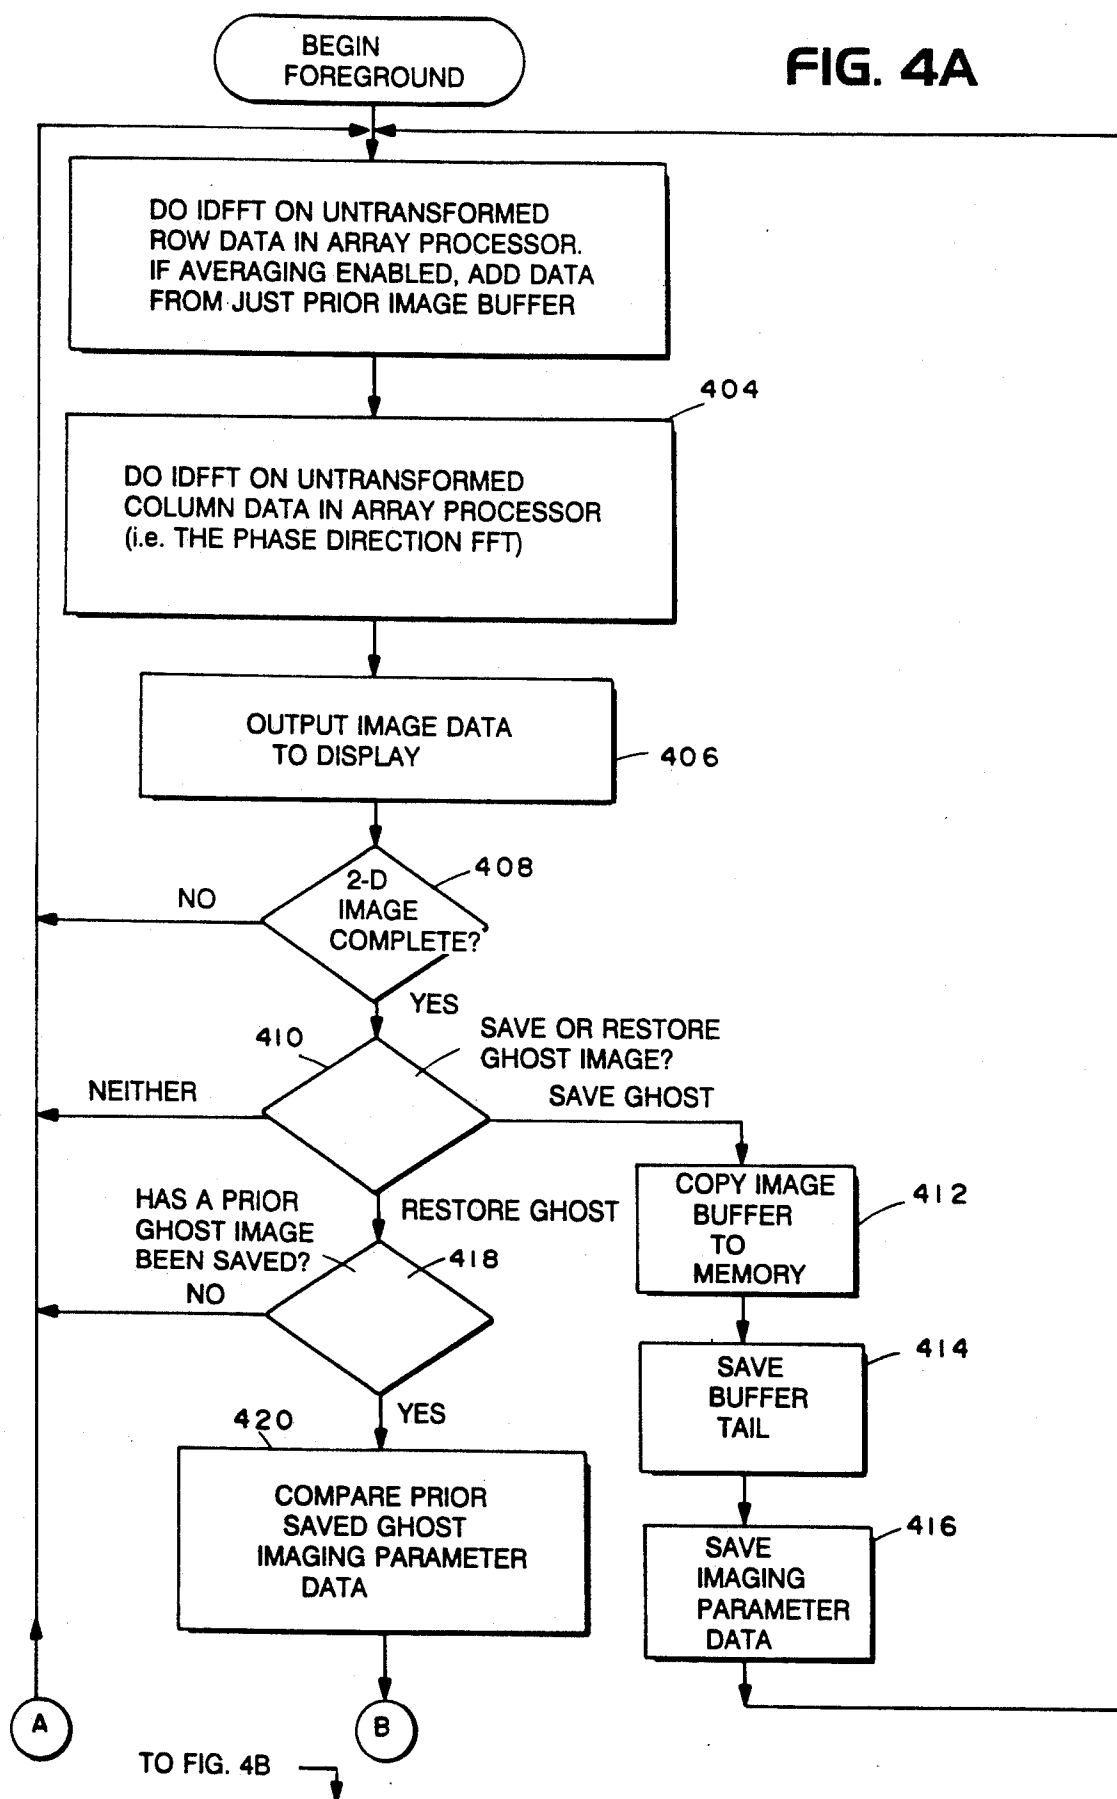 BEGIN
FOREGROUND
FIG. 4A
DO IDFFT ON UNTRANSFORMED
ROW DATA IN ARRAY PROCESSOR.
IF AVERAGING ENABLED, ADD DATA
FROM JUST PRIOR IMAGE BUFFER
404
DO IDFFT ON UNTRANSFORMED
COLUMN DATA IN ARRAY PROCESSOR
(i.e. THE PHASE DIRECTION FFT)
OUTPUT IMAGE DATA
TO DISPLAY
406
408
2-D
IMAGE
COMPLETE?
NO
YES
410
SAVE OR RESTORE
GHOST IMAGE?
NEITHER
SAVE GHOST
COPY IMAGE
BUFFER
TO
MEMORY
412
RESTORE GHOST
HAS A PRIOR
GHOST IMAGE
BEEN SAVED?
418
NO
YES
SAVE
BUFFER
TAIL
414
420
COMPARE PRIOR
SAVED GHOST
IMAGING PARAMETER
DATA
SAVE
IMAGING
PARAMETER
DATA
416
A
B
TO FIG. 4B